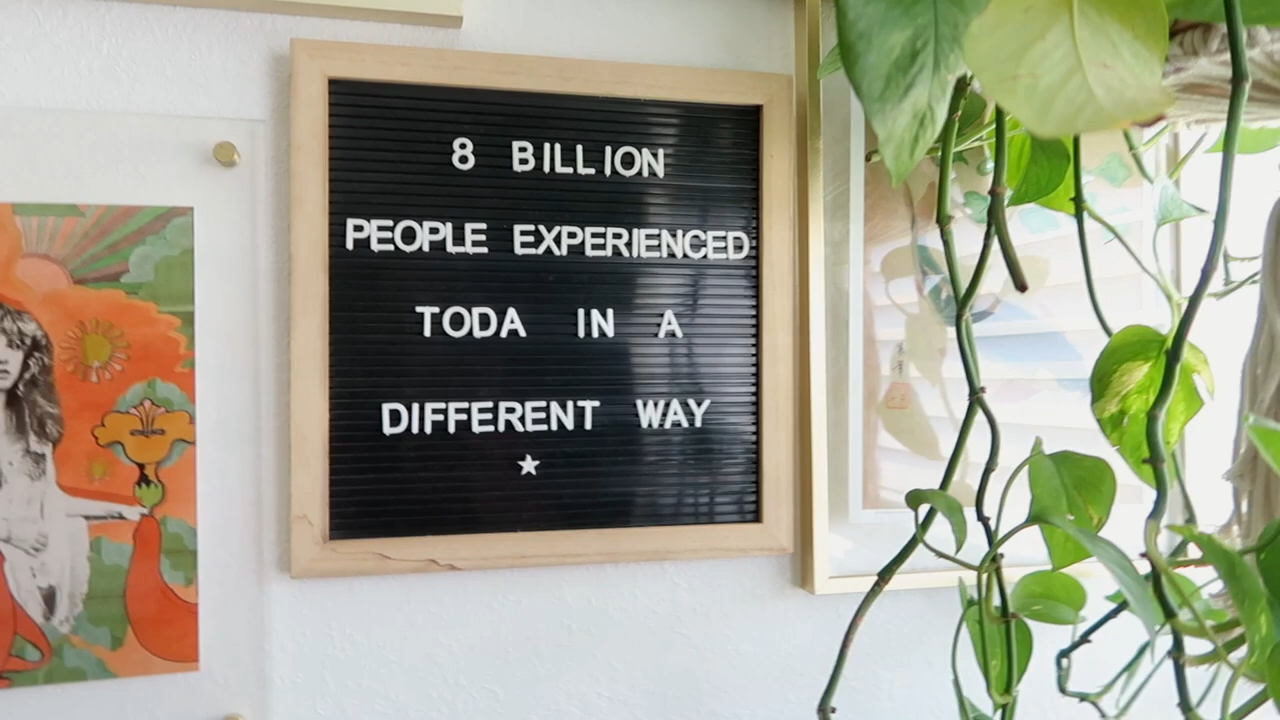 8 BILLION
PEOPLE EXPERIENCED
TODA IN A
DIFFERENT WAY